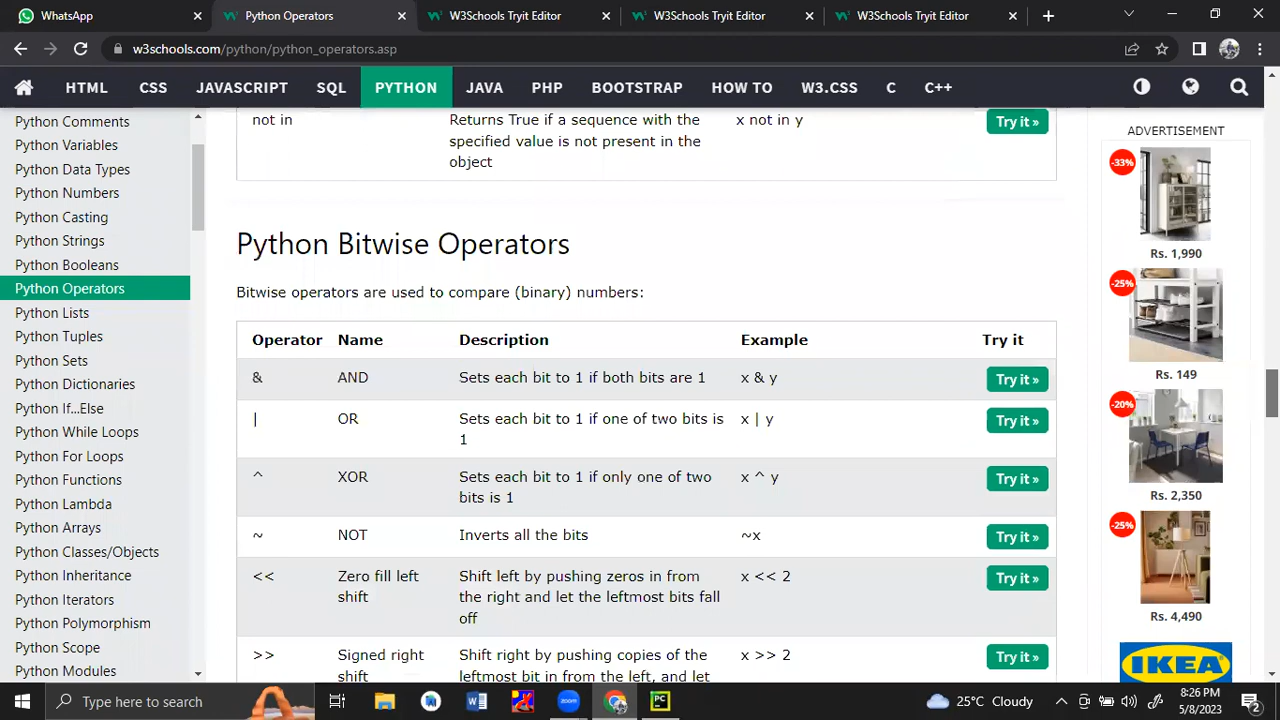 WhatsApp
Python Operators
W3Schools Tryit Editor
W3Schools Tryit Editor
W3Schools Tryit Editor
w3schools.com/python/python_operators.asp
HTML CSS JAVASCRIPT SQL PYTHON JAVA PHP BOOTSTRAP HOW TO W3.CSS C C++
Python Comments
Python Variables
Python Data Types
Python Numbers
Python Casting
Python Strings
Python Booleans
Python Operators
Python Lists
Python Tuples
Python Sets
Python Dictionaries
Python If...Else
Python While Loops
Python For Loops
Python Functions
Python Lambda
Python Arrays
Python Classes/Objects
Python Inheritance
Python Iterators
Python Polymorphism
Python Scope
Python Modules
not in Returns True if a sequence with the x not in y Try it »
specified value is not present in the
object
Python Bitwise Operators
Bitwise operators are used to compare (binary) numbers:
Operator Name Description Example Try it
& AND Sets each bit to 1 if both bits are 1 x & y Try it »
| OR Sets each bit to 1 if one of two bits is x | y Try it »
1
^ XOR Sets each bit to 1 if only one of two x ^ y Try it »
bits is 1
~ NOT Inverts all the bits ~x Try it »
<< Zero fill left Shift left by pushing zeros in from x << 2 Try it »
shift the right and let the leftmost bits fall
off
>> Signed right Shift right by pushing copies of the x >> 2 Try it »
shift leftmost bit in from the left, and let
ADVERTISEMENT
-33%
Rs. 1,990
-25%
Rs. 149
-20%
Rs. 2,350
-25%
Rs. 4,490
IKEA
Type here to search
W
zoom
PC
25°C Cloudy
8:26 PM
5/8/2023
2